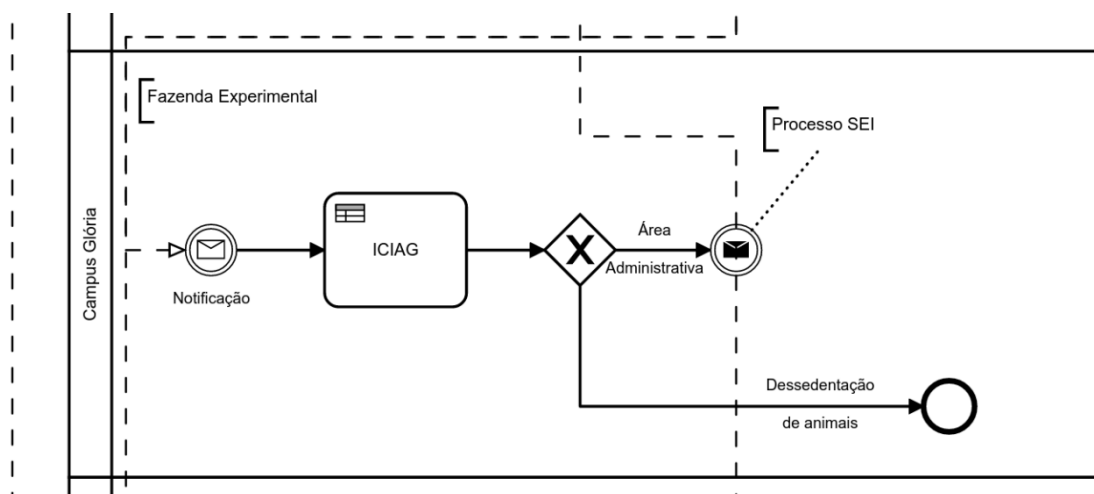 Campus Glória
Fazenda Experimental
Processo SEI
Notificação
ICIAG
Área
Administrativa
Dessedentação
de animais